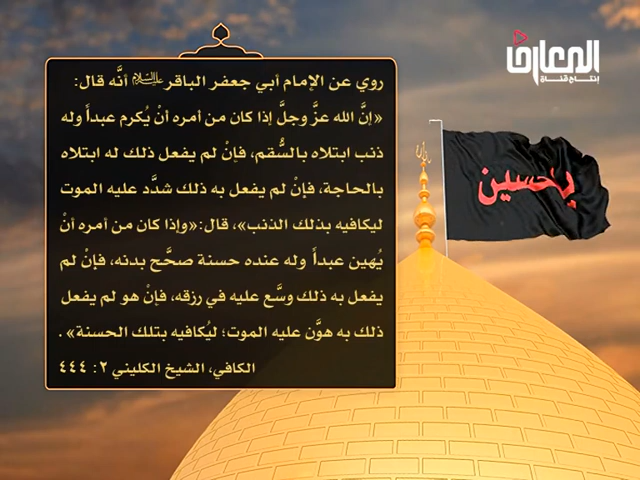 المعارف
إنتاج قناة
روي عن الإمام أبي جعفر الباقر عليه السلام أنَّه قال:
«إنَّ الله عزَّ وجلَّ إذا كان من أمره أنْ يُكرم عبداً وله
ذنب ابتلاه بالسُّقم، فإنْ لم يفعل ذلك له ابتلاه
بالحاجة، فإنْ لم يفعل به ذلك شدَّد عليه الموت
ليكافيه بذلك الذنب»، قال:«وإذا كان من أمره أنْ
يُهين عبداً وله عنده حسنة صحَّح بدنه، فإنْ لم
يفعل به ذلك وسَّع عليه في رزقه، فإنْ هو لم يفعل
ذلك به هوَّن عليه الموت؛ ليُكافيه بتلك الحسنة».
الكافي، الشيخ الكليني ٢: ٤٤٤
ياحسين